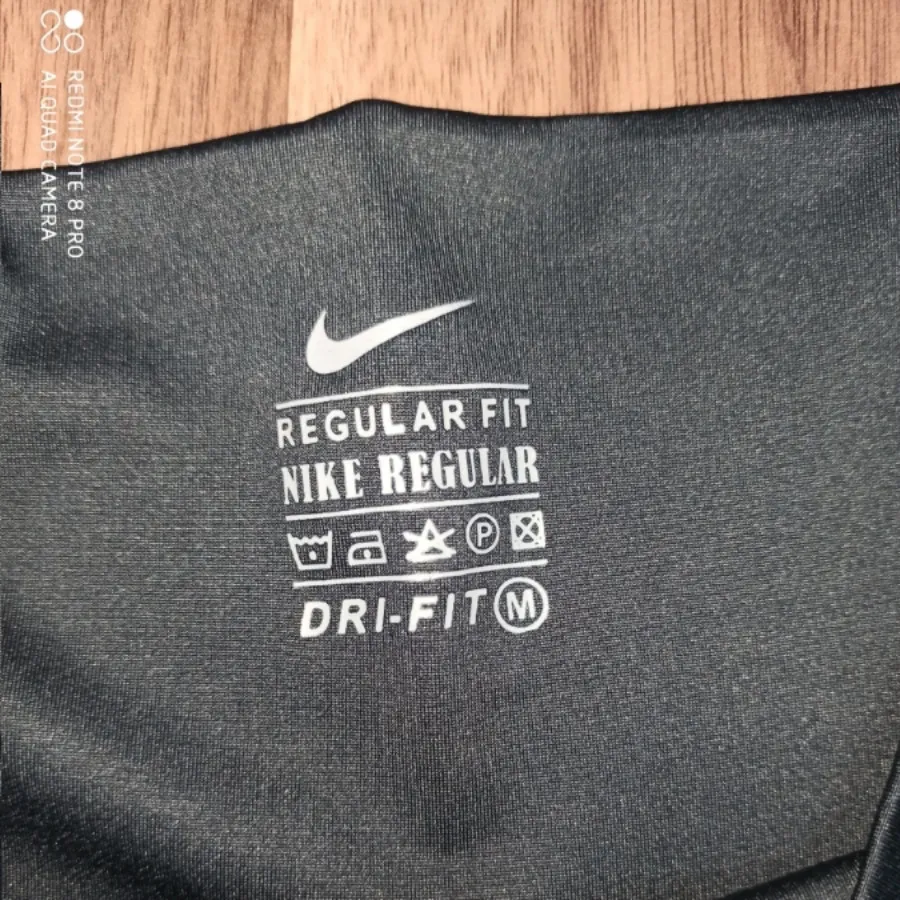 REDMI NOTE 8 PRO
AI QUAD CAMERA
REGULAR FIT
NIKE REGULAR
P
DRI-FIT M